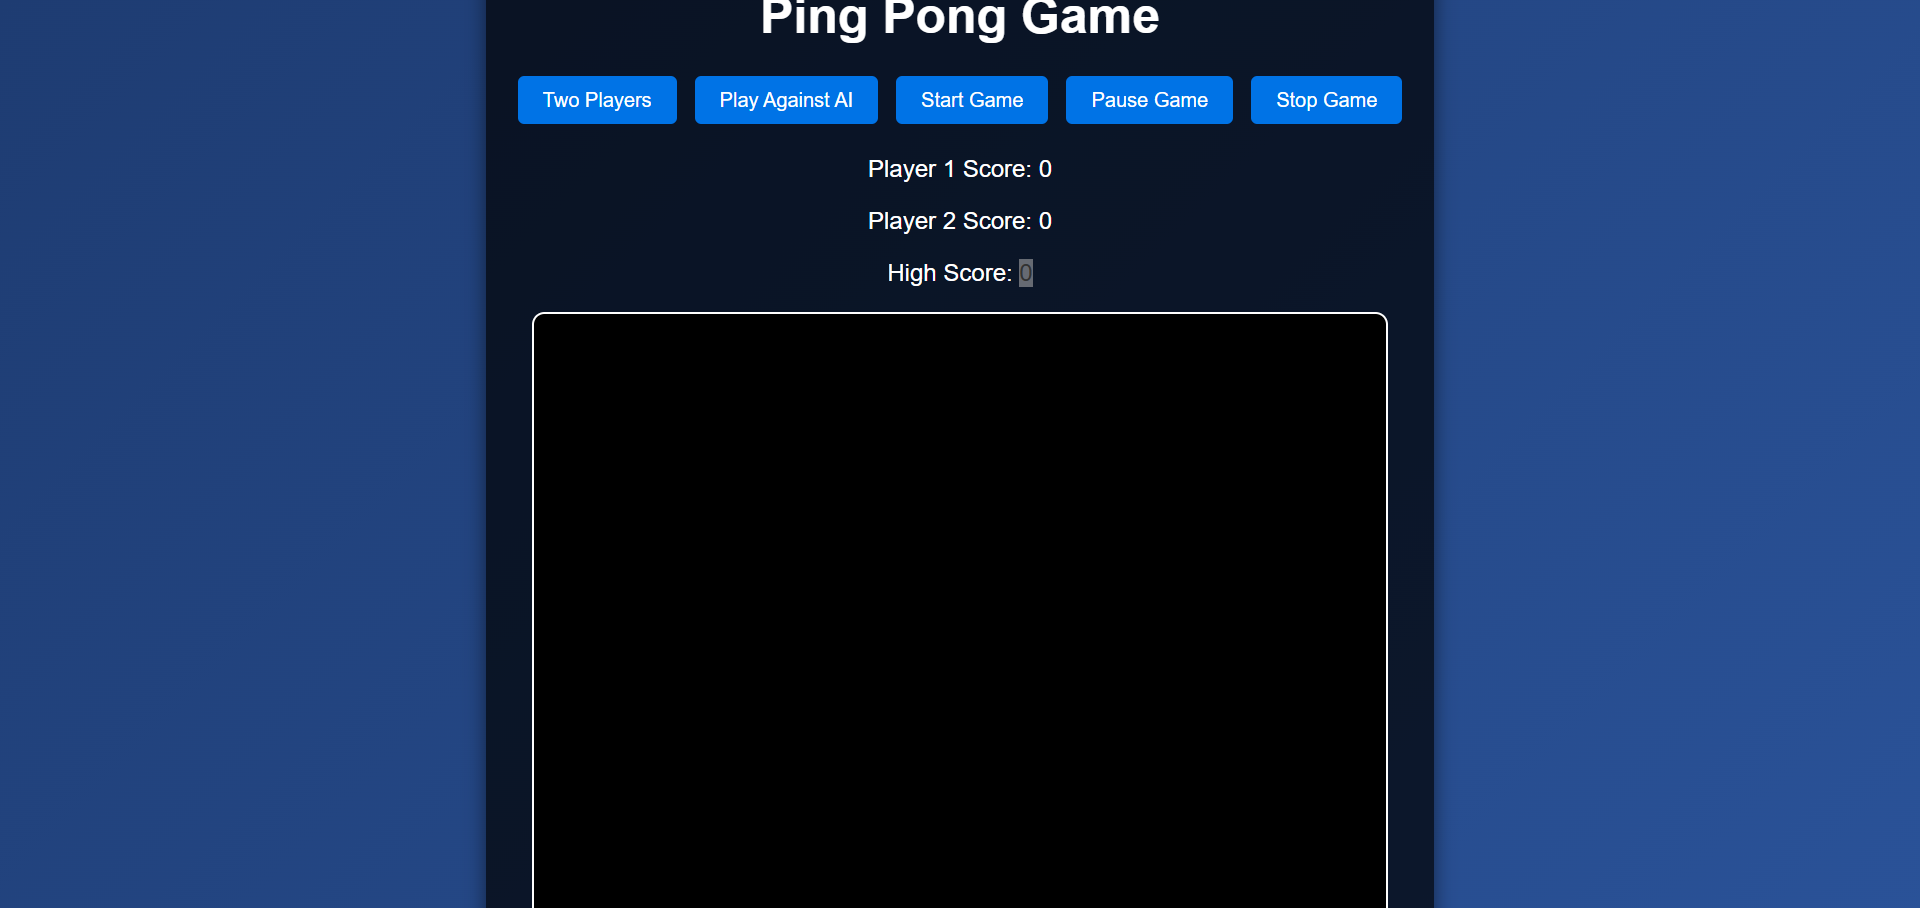 Ping Pong Game
Two Players Play Against AI Start Game Pause Game Stop Game
Player 1 Score: 0
Player 2 Score: 0
High Score: 0